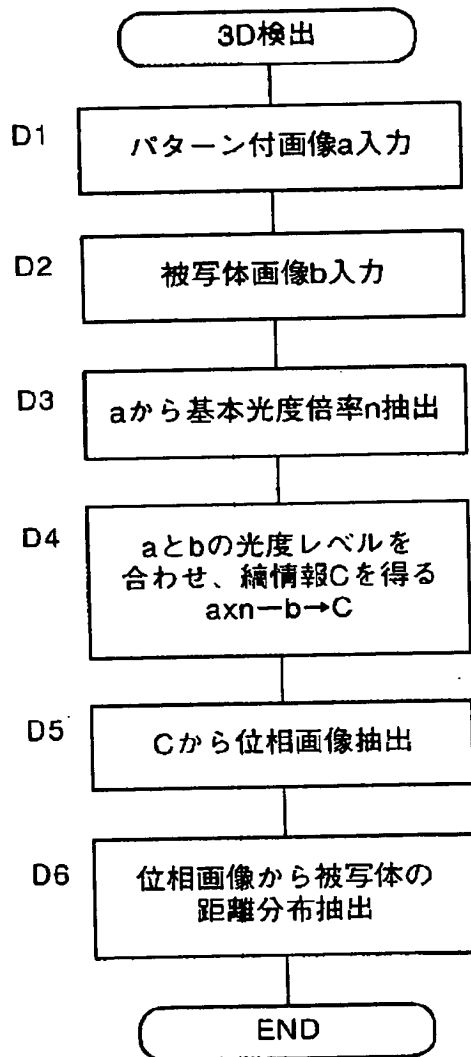 3D検出
D1
パターン付画像a入力
D2
被写体画像b入力
D3
aから基本光度倍率n抽出
D4
aとbの光度レベルを
合わせ、縞情報Cを得る
axn－b→C
D5
Cから位相画像抽出
D6
位相画像から被写体の
距離分布抽出
END